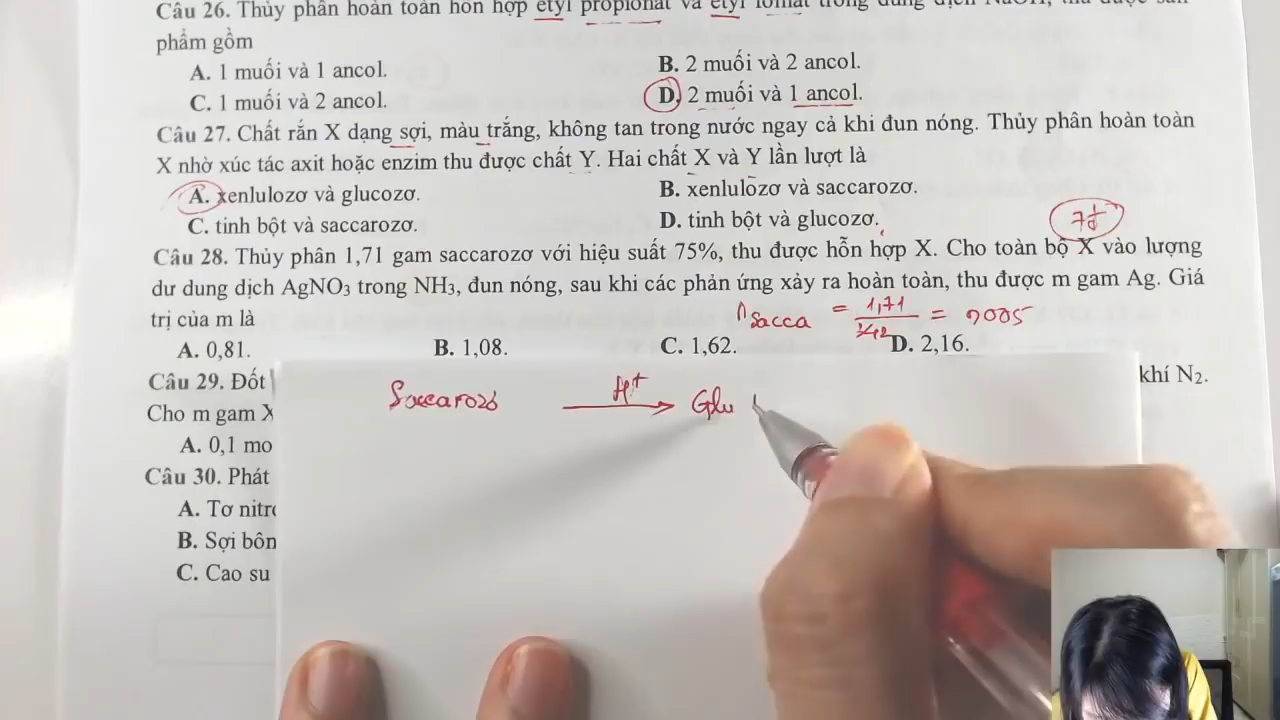 Câu 26. Thủy phân hoàn toàn hỗn hợp etyl propionat và etyl fomat trong dung dịch NaOH, thu được sản
phẩm gồm
A. 1 muối và 1 ancol.
B. 2 muối và 2 ancol.
C. 1 muối và 2 ancol.
D. 2 muối và 1 ancol.
Câu 27. Chất rắn X dạng sợi, màu trắng, không tan trong nước ngay cả khi đun nóng. Thủy phân hoàn toàn
X nhờ xúc tác axit hoặc enzim thu được chất Y. Hai chất X và Y lần lượt là
A. xenlulozơ và glucozơ.
B. xenlulozơ và saccarozơ.
C. tinh bột và saccarozơ.
D. tinh bột và glucozơ.
Câu 28. Thủy phân 1,71 gam saccarozơ với hiệu suất 75%, thu được hỗn hợp X. Cho toàn bộ X vào lượng
dư dung dịch AgNO3 trong NH3, đun nóng, sau khi các phản ứng xảy ra hoàn toàn, thu được m gam Ag. Giá
trị của m là
n Sacca = 1,71 / 342 = 0,005
A. 0,81.
B. 1,08.
C. 1,62.
D. 2,16.
Câu 29. Đốt
khí N2.
Saccarozơ
H+
Glu
Cho m gam X
A. 0,1 mo
Câu 30. Phát
A. Tơ nitr
B. Sợi bôn
C. Cao su